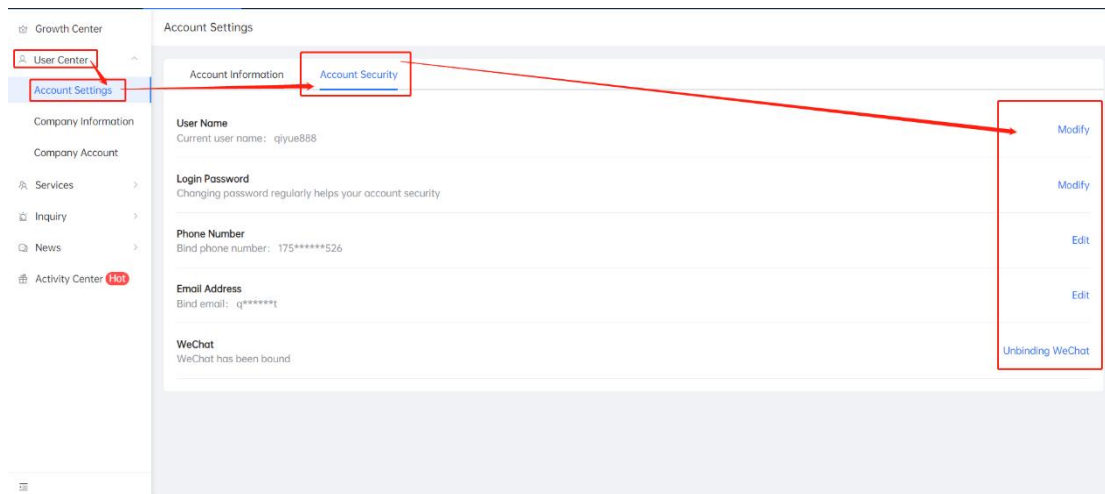 Growth Center
Account Settings
User Center
Account Settings
Company Information
Company Account
Services
Inquiry
News
Activity Center Hot
Account Information Account Security
User Name
Current user name: qiyue888
Modify
Login Password
Changing password regularly helps your account security
Modify
Phone Number
Bind phone number: 175******526
Edit
Email Address
Bind email: q******t
Edit
WeChat
WeChat has been bound
Unbinding WeChat